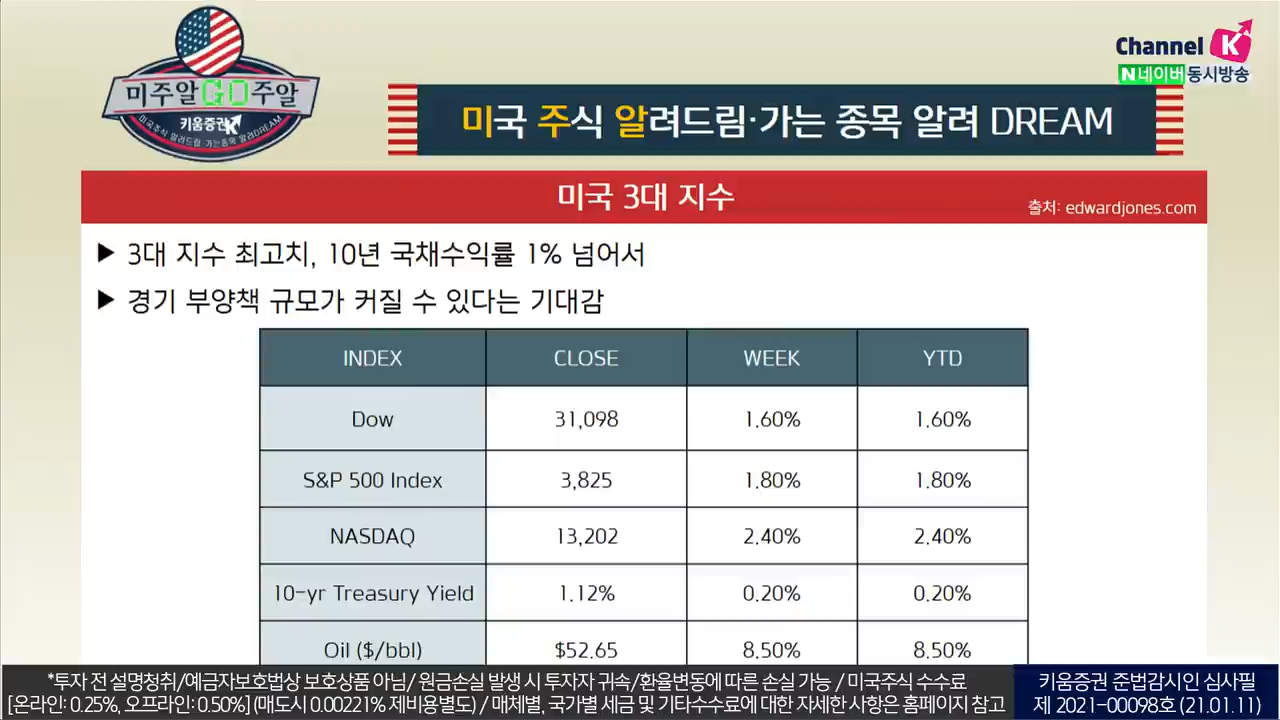 Channel K
N 네이버 동시방송
미주알GO주알
키움증권
미국주식 알려드림·가는종목 알려DREAM
미국 주식 알려드림·가는 종목 알려 DREAM
미국 3대 지수
출처: edwardjones.com
▶ 3대 지수 최고치, 10년 국채수익률 1% 넘어서
▶ 경기 부양책 규모가 커질 수 있다는 기대감
INDEX CLOSE WEEK YTD
Dow 31,098 1.60% 1.60%
S&P 500 Index 3,825 1.80% 1.80%
NASDAQ 13,202 2.40% 2.40%
10-yr Treasury Yield 1.12% 0.20% 0.20%
Oil ($/bbl) $52.65 8.50% 8.50%
*투자 전 설명청취/예금자보호법상 보호상품 아님/ 원금손실 발생 시 투자자 귀속/환율변동에 따른 손실 가능 / 미국주식 수수료
[온라인: 0.25%, 오프라인: 0.50%] (매도시 0.00221% 제비용별도) / 매체별, 국가별 세금 및 기타수수료에 대한 자세한 사항은 홈페이지 참고
키움증권 준법감시인 심사필
제 2021-00098호 (21.01.11)